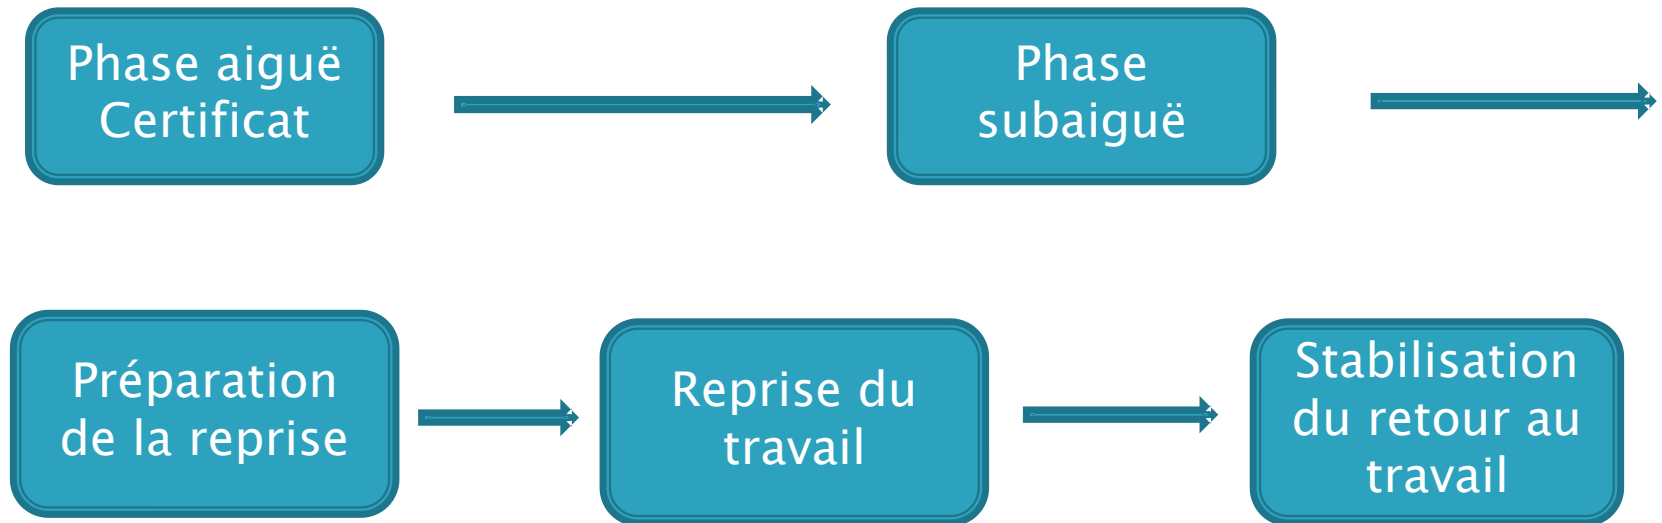 Phase aiguë
Certificat
Phase
subaiguë
Préparation
de la reprise
Reprise du
travail
Stabilisation
du retour au
travail